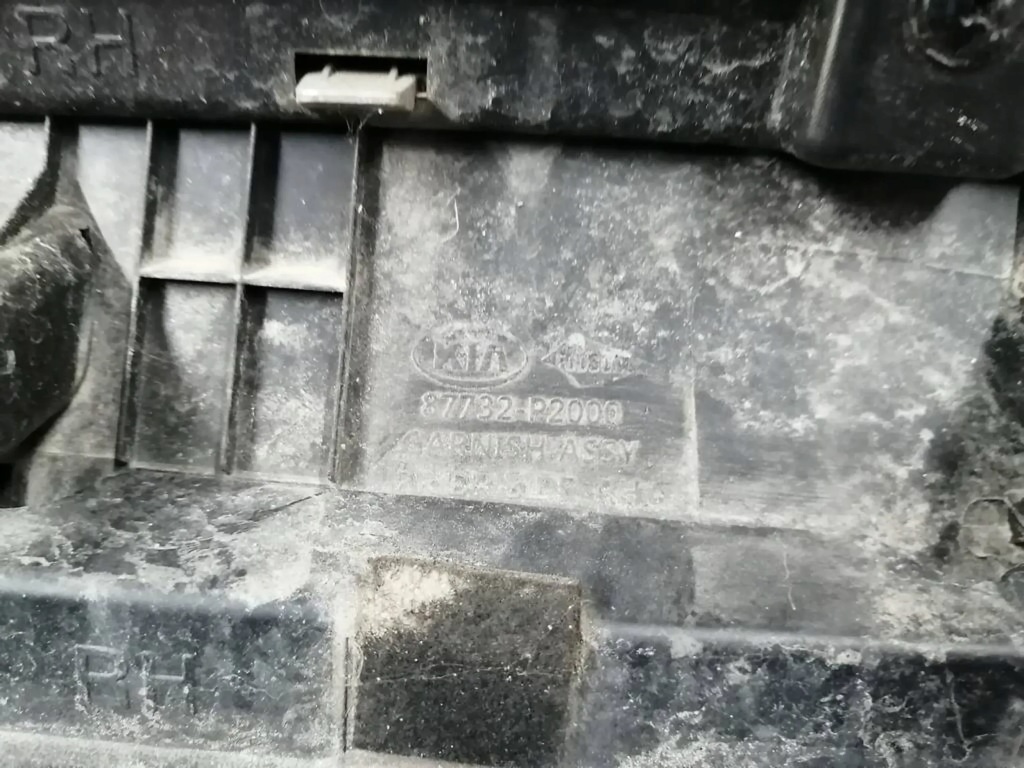 RH
KIA
87732-P2000
GARNISH ASSY
RH